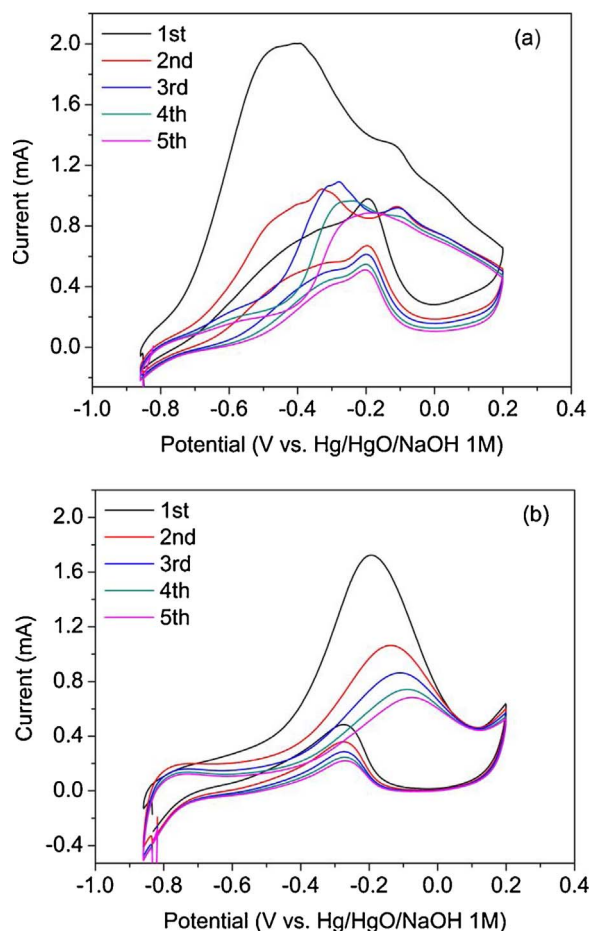 (a)
1st
2nd
3rd
4th
5th
2.0
1.6
1.2
0.8
0.4
0.0
Current (mA)
-1.0 -0.8 -0.6 -0.4 -0.2 0.0 0.2 0.4
Potential (V vs. Hg/HgO/NaOH 1M)
(b)
1st
2nd
3rd
4th
5th
2.0
1.6
1.2
0.8
0.4
0.0
-0.4
Current (mA)
-1.0 -0.8 -0.6 -0.4 -0.2 0.0 0.2 0.4
Potential (V vs. Hg/HgO/NaOH 1M)